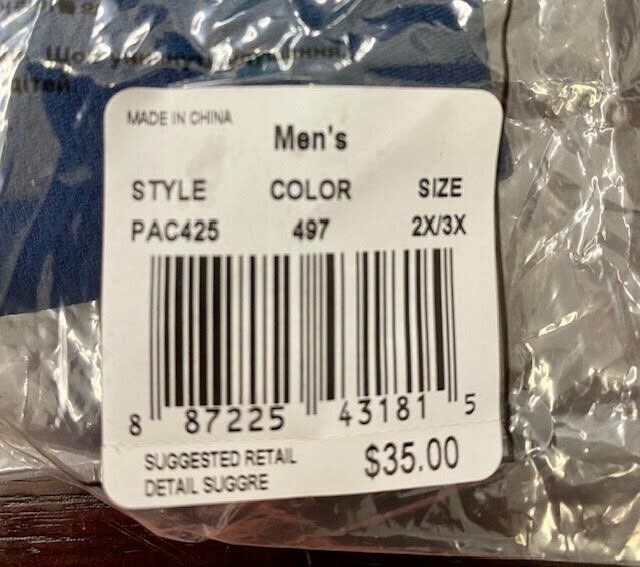 MADE IN CHINA
Men's
STYLE COLOR SIZE
PAC425 497 2X/3X
8 87225 43181 5
SUGGESTED RETAIL $35.00
DETAIL SUGGRE